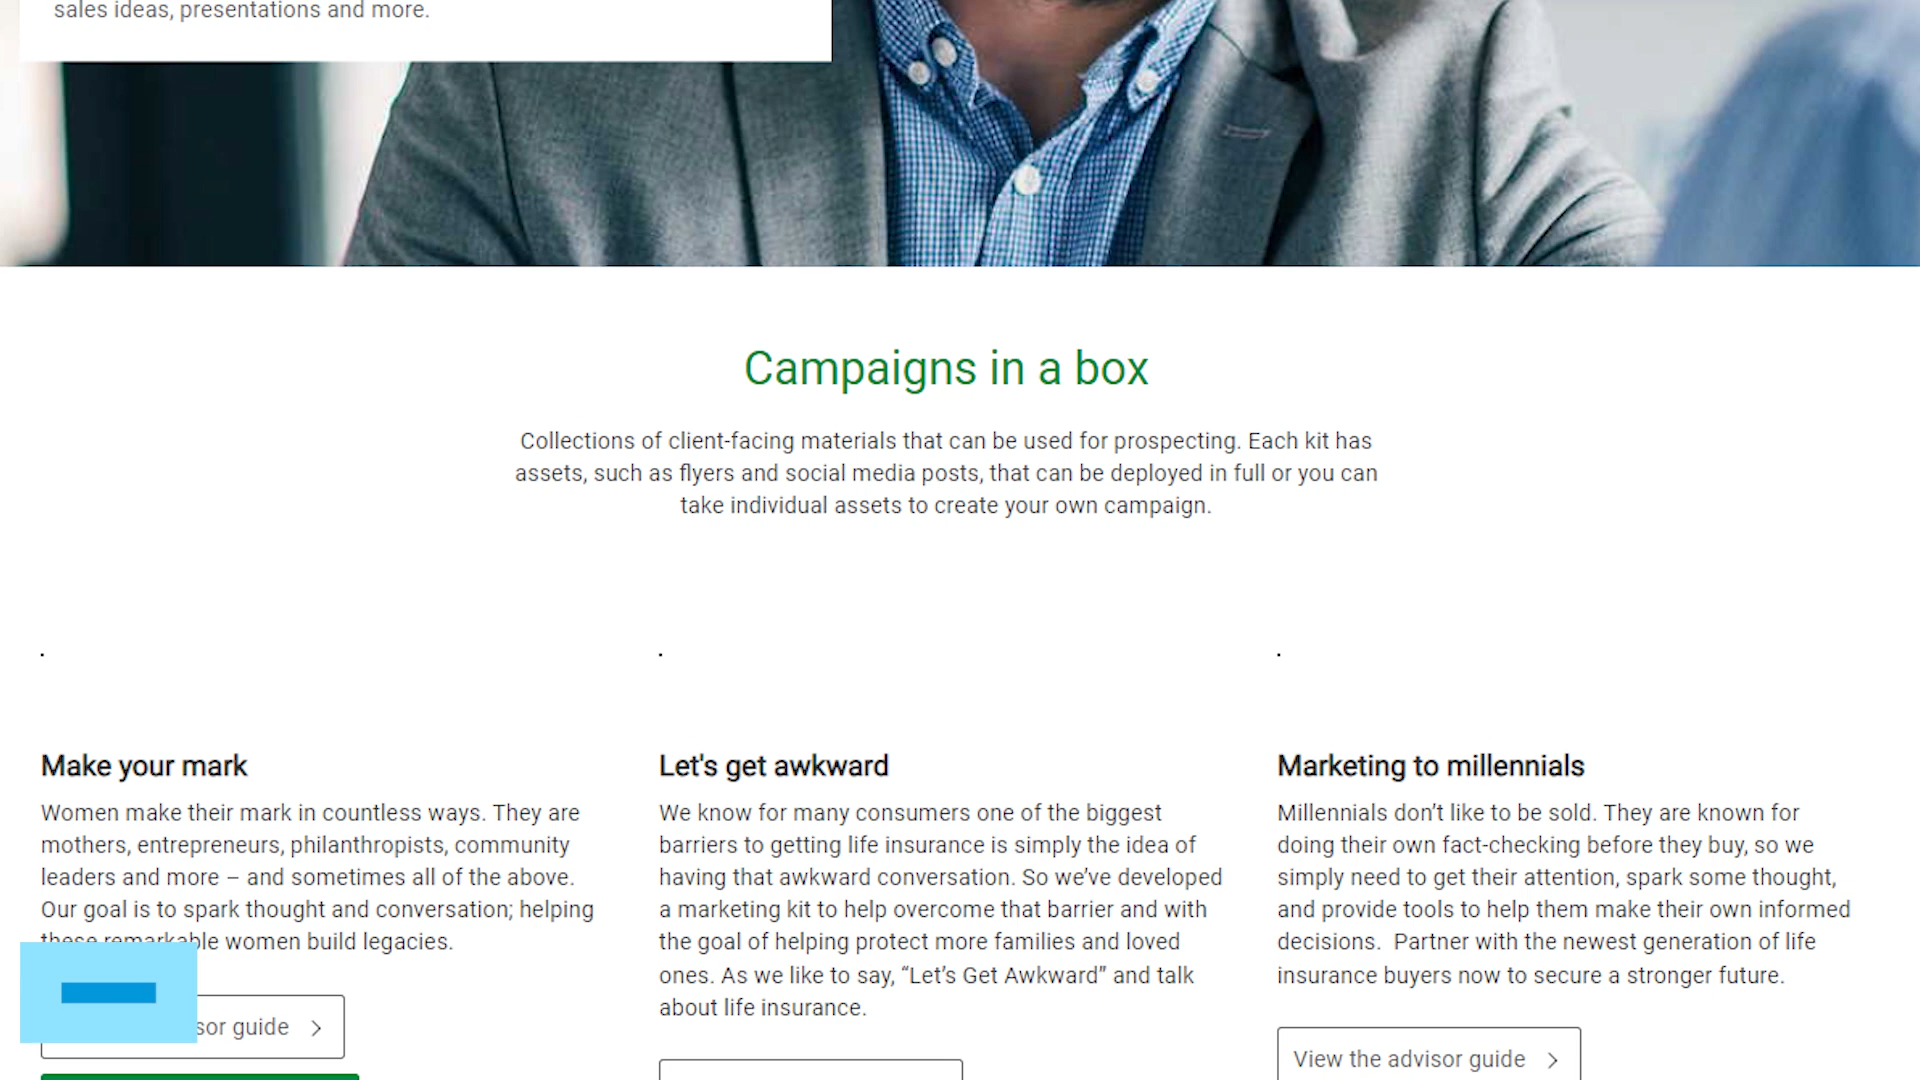 sales ideas, presentations and more.
Campaigns in a box
Collections of client-facing materials that can be used for prospecting. Each kit has
assets, such as flyers and social media posts, that can be deployed in full or you can
take individual assets to create your own campaign.
Make your mark
Women make their mark in countless ways. They are
mothers, entrepreneurs, philanthropists, community
leaders and more – and sometimes all of the above.
Our goal is to spark thought and conversation; helping
these remarkable women build legacies.
sor guide
Let's get awkward
We know for many consumers one of the biggest
barriers to getting life insurance is simply the idea of
having that awkward conversation. So we’ve developed
a marketing kit to help overcome that barrier and with
the goal of helping protect more families and loved
ones. As we like to say, “Let’s Get Awkward” and talk
about life insurance.
Marketing to millennials
Millennials don’t like to be sold. They are known for
doing their own fact-checking before they buy, so we
simply need to get their attention, spark some thought,
and provide tools to help them make their own informed
decisions.  Partner with the newest generation of life
insurance buyers now to secure a stronger future.
View the advisor guide